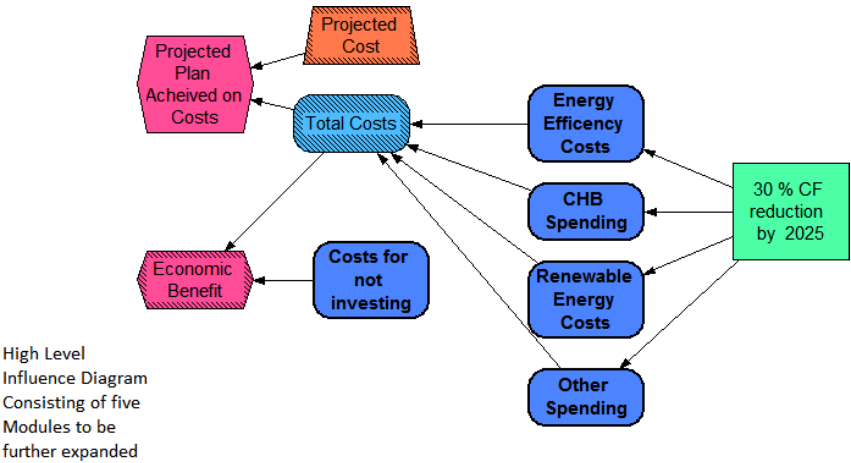 Projected
Cost
Projected
Plan
Acheived on
Costs
Total Costs
Energy
Efficency
Costs
CHB
Spending
30 % CF
reduction
by 2025
Economic
Benefit
Costs for
not
investing
Renewable
Energy
Costs
Other
Spending
High Level
Influence Diagram
Consisting of five
Modules to be
further expanded